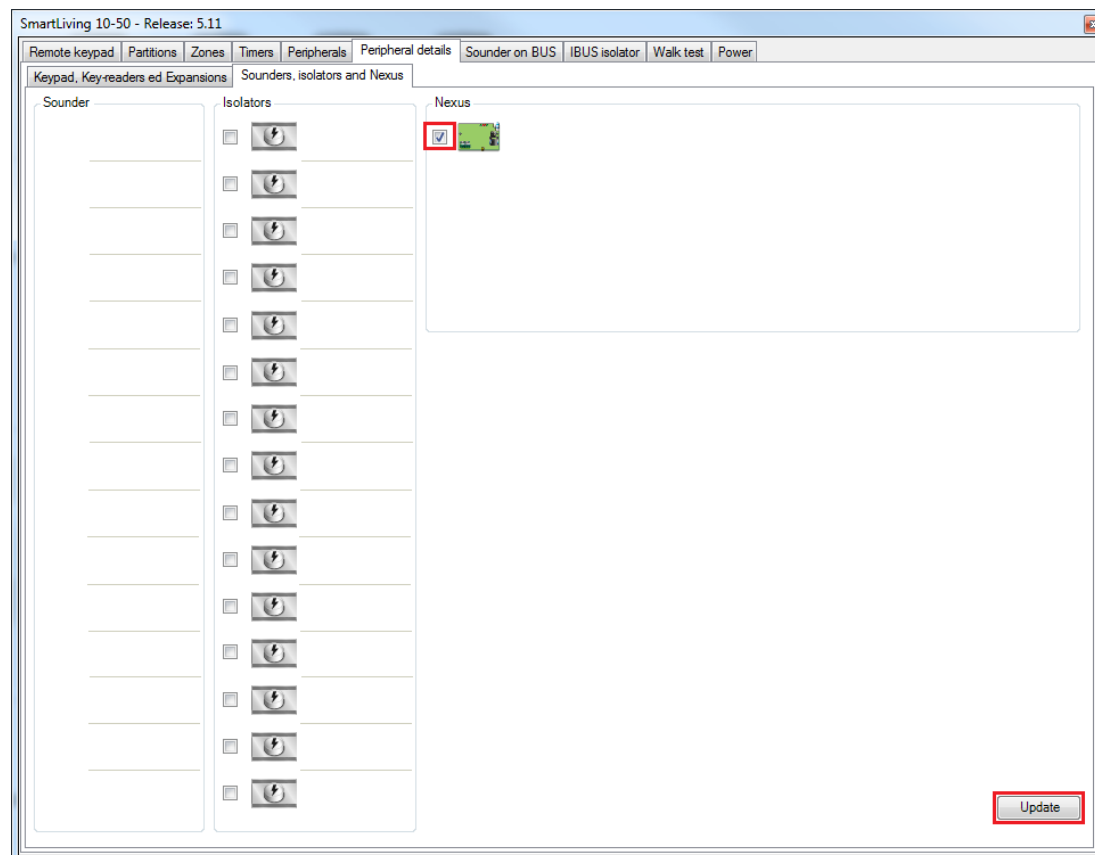 SmartLiving 10-50 - Release: 5.11
Remote keypad Partitions Zones Timers Peripherals Peripheral details Sounder on BUS IBUS isolator Walk test Power
Keypad, Key-readers ed Expansions Sounders, isolators and Nexus
Sounder Isolators Nexus
Update